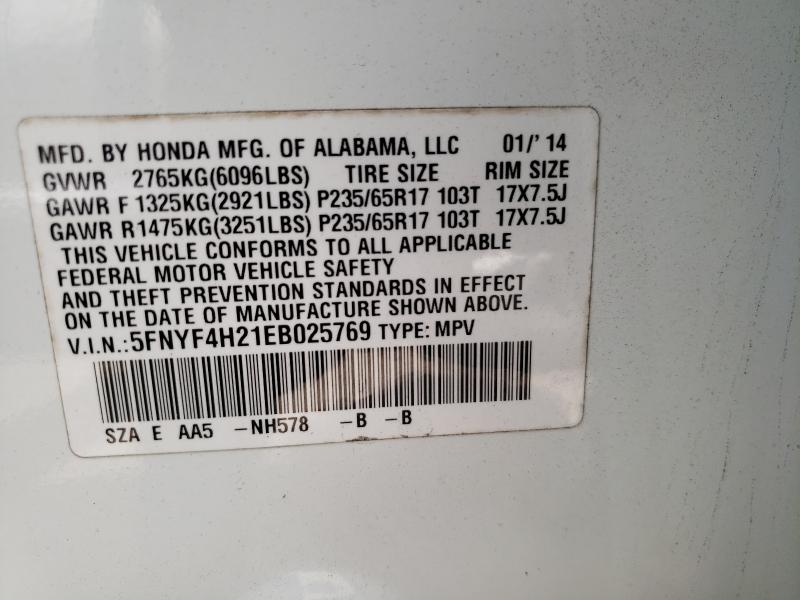 MFD. BY HONDA MFG. OF ALABAMA, LLC 01/'14
GVWR 2765KG(6096LBS) TIRE SIZE RIM SIZE
GAWR F 1325KG(2921LBS) P235/65R17 103T 17X7.5J
GAWR R1475KG(3251LBS) P235/65R17 103T 17X7.5J
THIS VEHICLE CONFORMS TO ALL APPLICABLE
FEDERAL MOTOR VEHICLE SAFETY
AND THEFT PREVENTION STANDARDS IN EFFECT
ON THE DATE OF MANUFACTURE SHOWN ABOVE.
V.I.N.:5FNYF4H21EB025769 TYPE: MPV
SZA E AA5 -NH578 -B -B